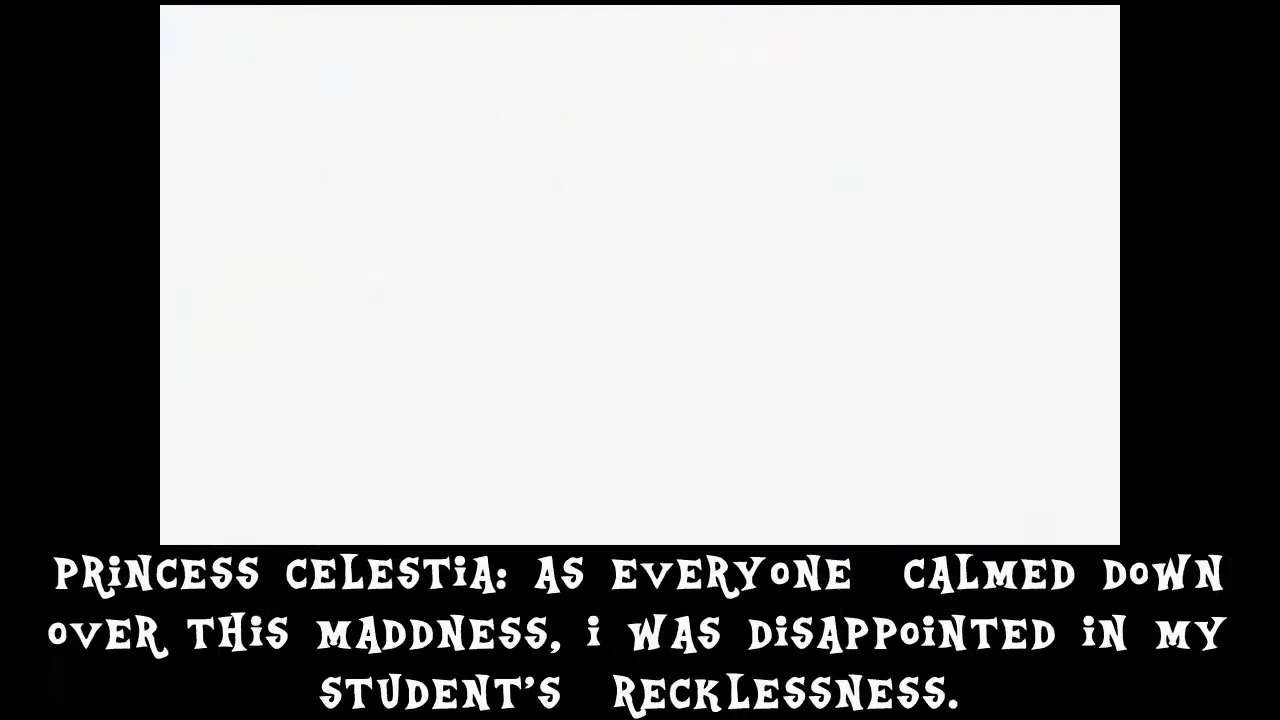 PRiNCESS CELESTiA: AS EVERYoNE CALMED DoWN
oVER THiS MADDNESS, i WAS DiSAPPoiNTED iN MY
STUDENT'S RECKLESSNESS.